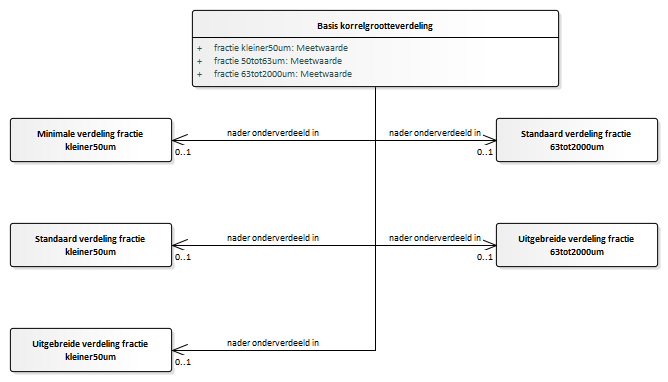 Basis korrelgrootteverdeling
+ fractie kleiner50um: Meetwaarde
+ fractie 50tot63um: Meetwaarde
+ fractie 63tot2000um: Meetwaarde
Minimale verdeling fractie
kleiner50um
nader onderverdeeld in
0..1
nader onderverdeeld in
0..1
Standaard verdeling fractie
63tot2000um
Standaard verdeling fractie
kleiner50um
nader onderverdeeld in
0..1
nader onderverdeeld in
0..1
Uitgebreide verdeling fractie
63tot2000um
Uitgebreide verdeling fractie
kleiner50um
nader onderverdeeld in
0..1